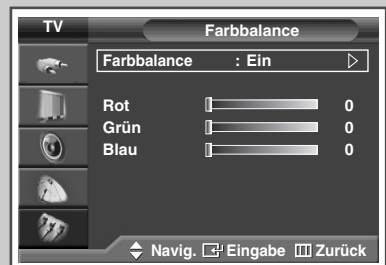 TV
Farbbalance
Farbbalance : Ein
Rot 0
Grün 0
Blau 0
Navig. Eingabe Zurück